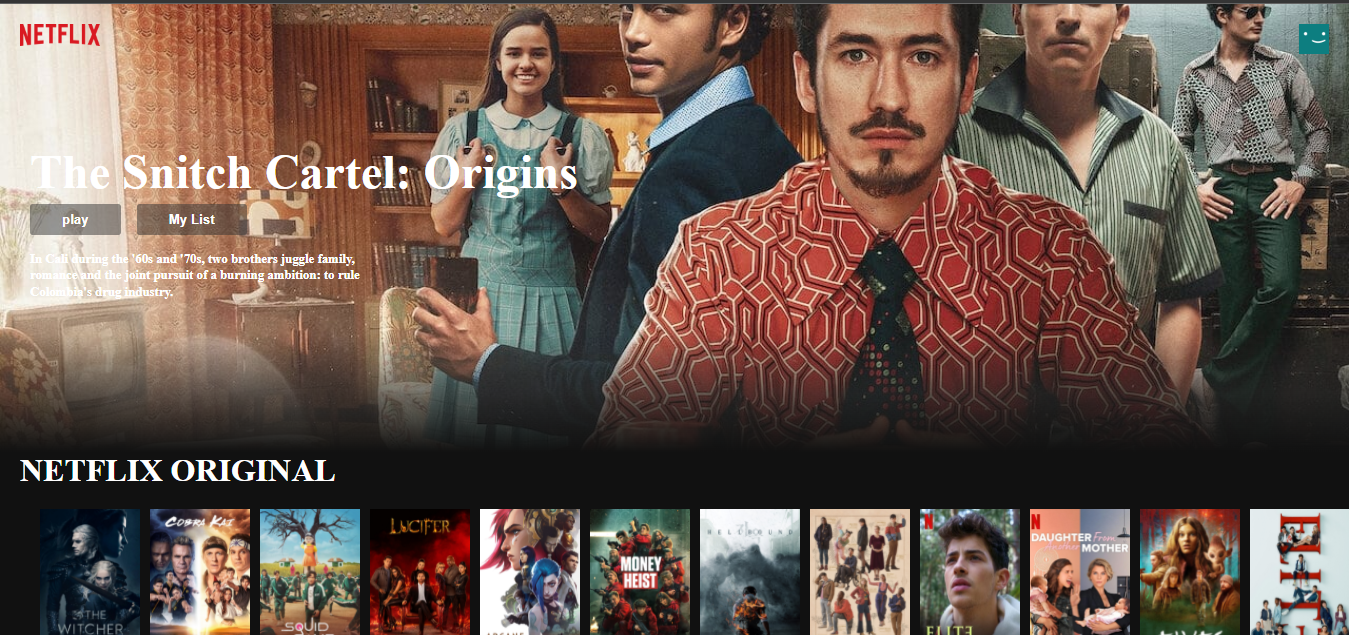 NETFLIX
The Snitch Cartel: Origins
play
My List
In Cali during the '60s and '70s, two brothers juggle family,
romance and the joint pursuit of a burning ambition: to rule
Colombia's drug industry.
NETFLIX ORIGINAL
THE
WITCHER
COBRA KAI
SQUID
LUCIFER
MONEY
HEIST
HELLBOUND
N
ELITE
N
DAUGHTER From
Another MOTHER
ELITE